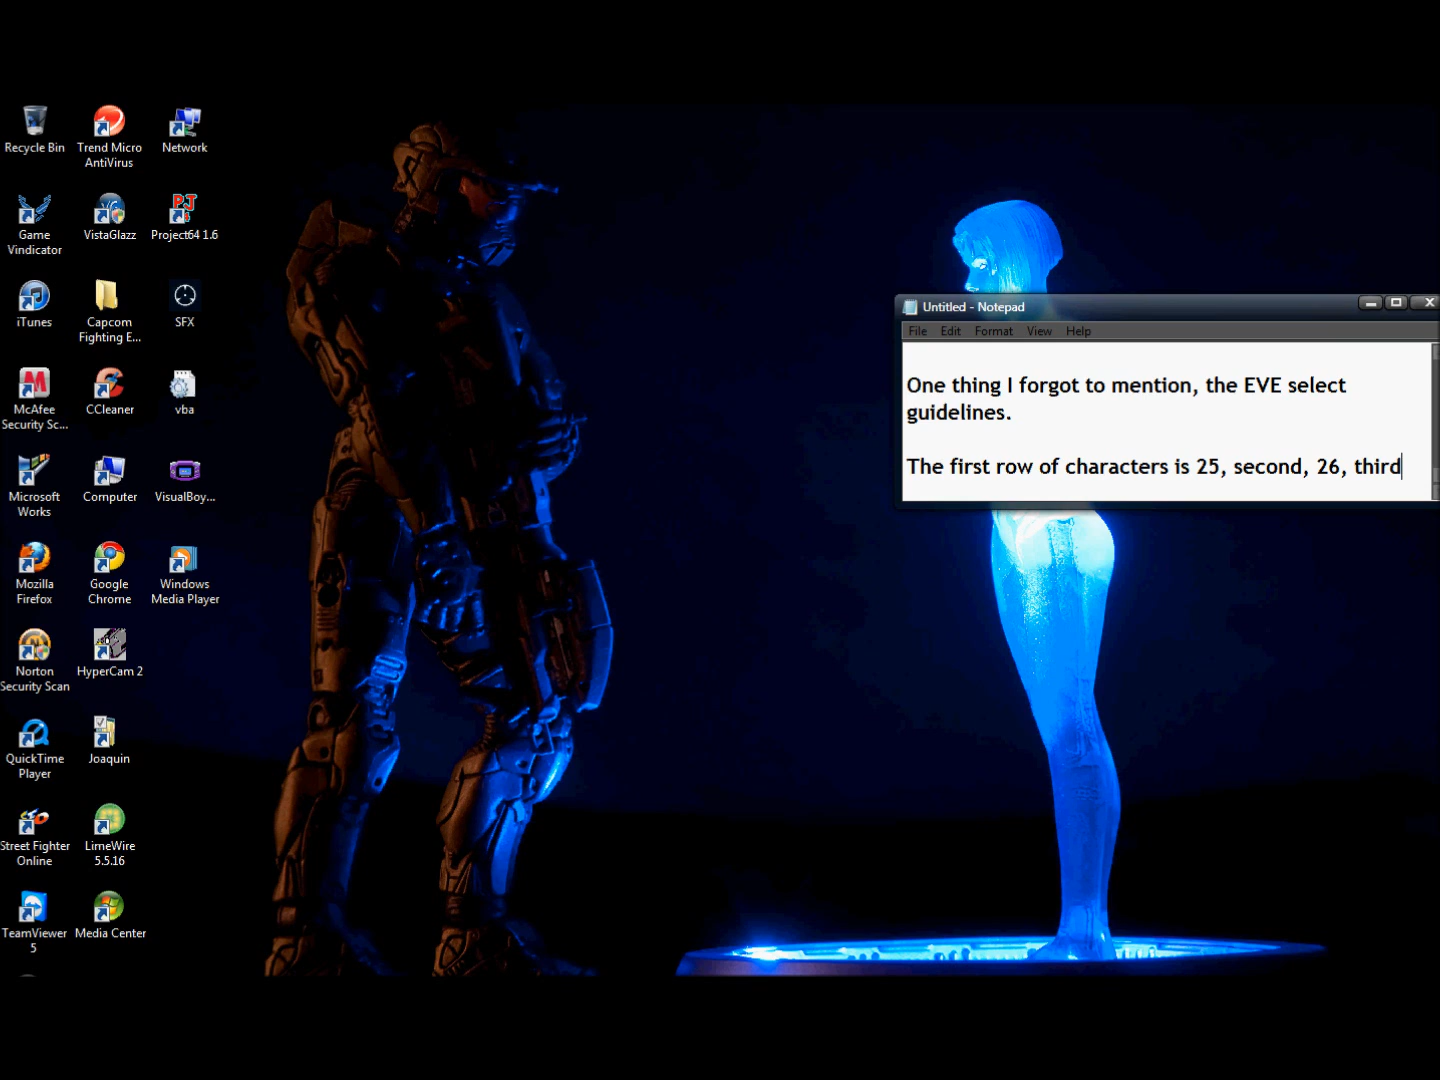 Recycle Bin
Trend Micro
AntiVirus
Network
Game
Vindicator
VistaGlazz
Project64 1.6
iTunes
Capcom
Fighting E...
SFX
McAfee
Security Sc...
CCleaner
vba
Microsoft
Works
Computer
VisualBoy...
Mozilla
Firefox
Google
Chrome
Windows
Media Player
Norton
Security Scan
HyperCam 2
QuickTime
Player
Joaquin
Street Fighter
Online
LimeWire
5.5.16
TeamViewer
5
Media Center
Untitled - Notepad
File Edit Format View Help
One thing I forgot to mention, the EVE select
guidelines.
The first row of characters is 25, second, 26, third